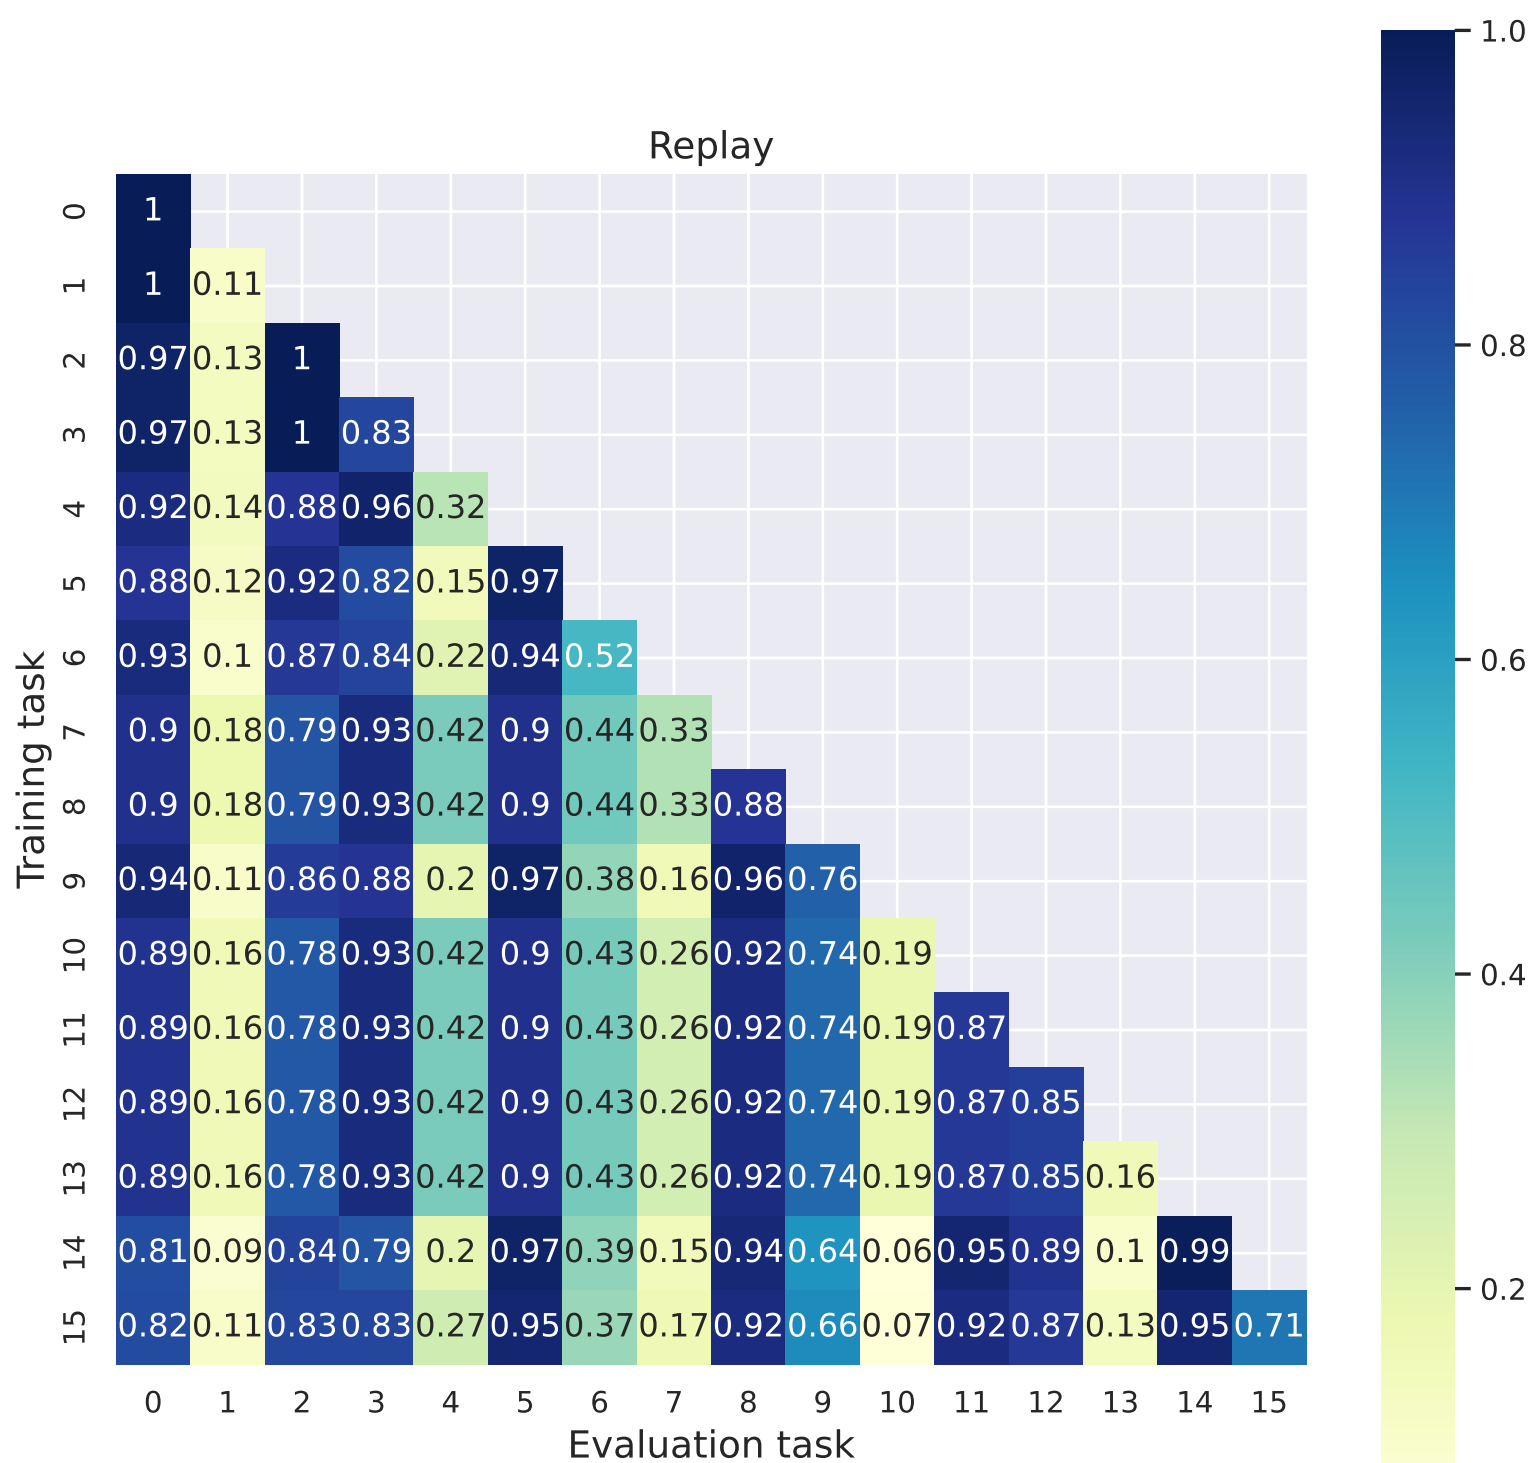 Replay
0 1
1 1 0.11
2 0.97 0.13 1
3 0.97 0.13 1 0.83
4 0.92 0.14 0.88 0.96 0.32
5 0.88 0.12 0.92 0.82 0.15 0.97
6 0.93 0.1 0.87 0.84 0.22 0.94 0.52
7 0.9 0.18 0.79 0.93 0.42 0.9 0.44 0.33
8 0.9 0.18 0.79 0.93 0.42 0.9 0.44 0.33 0.88
9 0.94 0.11 0.86 0.88 0.2 0.97 0.38 0.16 0.96 0.76
10 0.89 0.16 0.78 0.93 0.42 0.9 0.43 0.26 0.92 0.74 0.19
11 0.89 0.16 0.78 0.93 0.42 0.9 0.43 0.26 0.92 0.74 0.19 0.87
12 0.89 0.16 0.78 0.93 0.42 0.9 0.43 0.26 0.92 0.74 0.19 0.87 0.85
13 0.89 0.16 0.78 0.93 0.42 0.9 0.43 0.26 0.92 0.74 0.19 0.87 0.85 0.16
14 0.81 0.09 0.84 0.79 0.2 0.97 0.39 0.15 0.94 0.64 0.06 0.95 0.89 0.1 0.99
15 0.82 0.11 0.83 0.83 0.27 0.95 0.37 0.17 0.92 0.66 0.07 0.92 0.87 0.13 0.95 0.71
0 1 2 3 4 5 6 7 8 9 10 11 12 13 14 15
Evaluation task
Training task
1.0
0.8
0.6
0.4
0.2